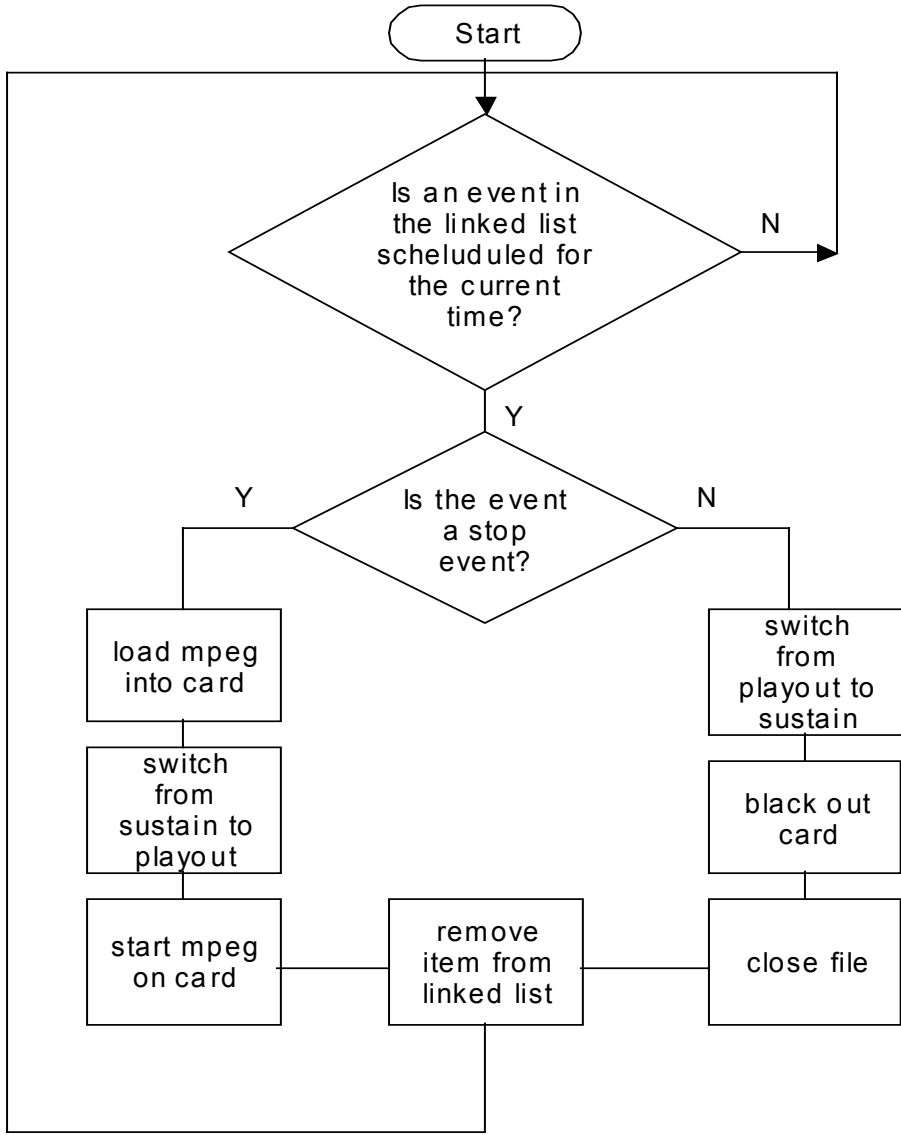 Start
Is an event in
the linked list
scheluduled for
the current
time?
N
Y
Is the event
a stop
event?
Y
N
load mpeg
into card
switch
from
sustain to
playout
start mpeg
on card
remove
item from
linked list
switch
from
playout to
sustain
black out
card
close file